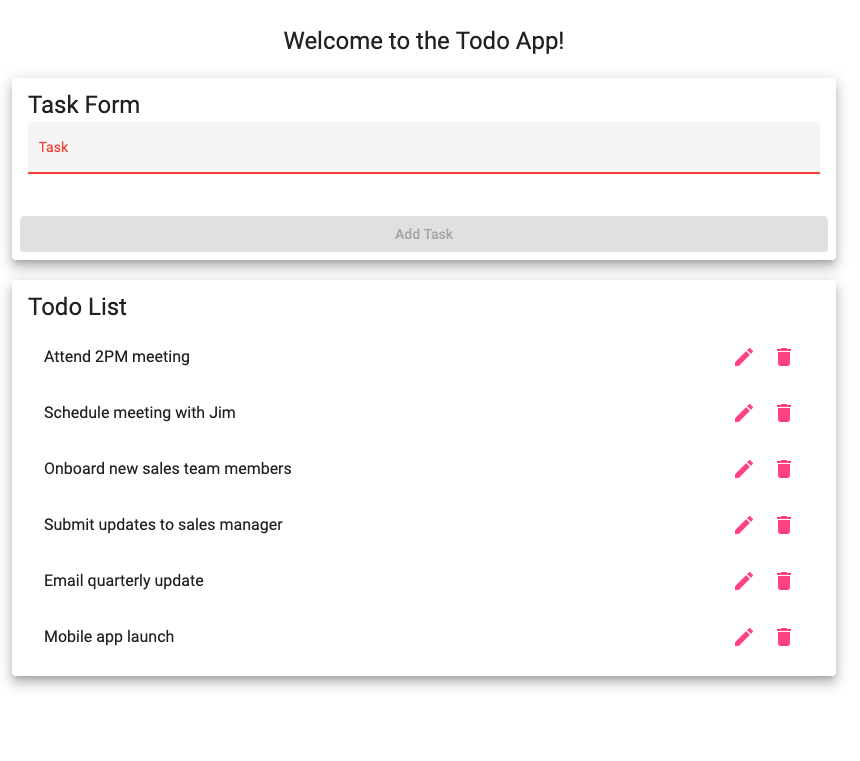 Welcome to the Todo App!
Task Form
Task
Add Task
Todo List
Attend 2PM meeting
Schedule meeting with Jim
Onboard new sales team members
Submit updates to sales manager
Email quarterly update
Mobile app launch